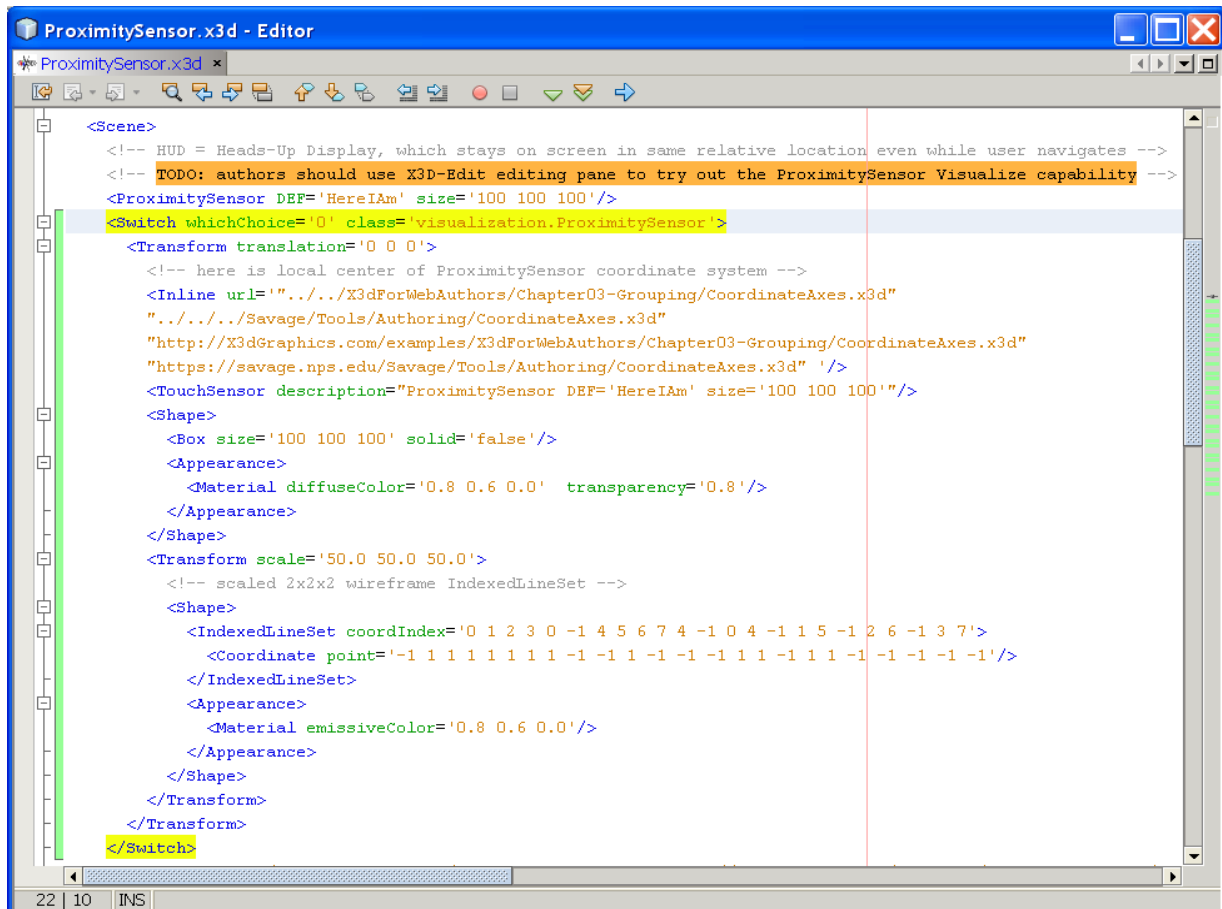 ProximitySensor.x3d - Editor
ProximitySensor.x3d
<Scene>
<!-- HUD = Heads-Up Display, which stays on screen in same relative location even while user navigates -->
<!-- TODO: authors should use X3D-Edit editing pane to try out the ProximitySensor Visualize capability -->
<ProximitySensor DEF='HereIAm' size='100 100 100'/>
<Switch whichChoice='0' class='visualization.ProximitySensor'>
<Transform translation='0 0 0'>
<!-- here is local center of ProximitySensor coordinate system -->
<Inline url='"../../X3dForWebAuthors/Chapter03-Grouping/CoordinateAxes.x3d"
"../../../Savage/Tools/Authoring/CoordinateAxes.x3d"
"http://X3dGraphics.com/examples/X3dForWebAuthors/Chapter03-Grouping/CoordinateAxes.x3d"
"https://savage.nps.edu/Savage/Tools/Authoring/CoordinateAxes.x3d" '/>
<TouchSensor description="ProximitySensor DEF='HereIAm' size='100 100 100'"/>
<Shape>
<Box size='100 100 100' solid='false'/>
<Appearance>
<Material diffuseColor='0.8 0.6 0.0'  transparency='0.8'/>
</Appearance>
</Shape>
<Transform scale='50.0 50.0 50.0'>
<!-- scaled 2x2x2 wireframe IndexedLineSet -->
<Shape>
<IndexedLineSet coordIndex='0 1 2 3 0 -1 4 5 6 7 4 -1 0 4 -1 1 5 -1 2 6 -1 3 7'>
<Coordinate point='-1 1 1 1 1 1 1 1 -1 -1 1 -1 -1 -1 1 1 -1 1 1 -1 -1 -1 -1 -1'/>
</IndexedLineSet>
<Appearance>
<Material emissiveColor='0.8 0.6 0.0'/>
</Appearance>
</Shape>
</Transform>
</Transform>
</Switch>
22 | 10 INS